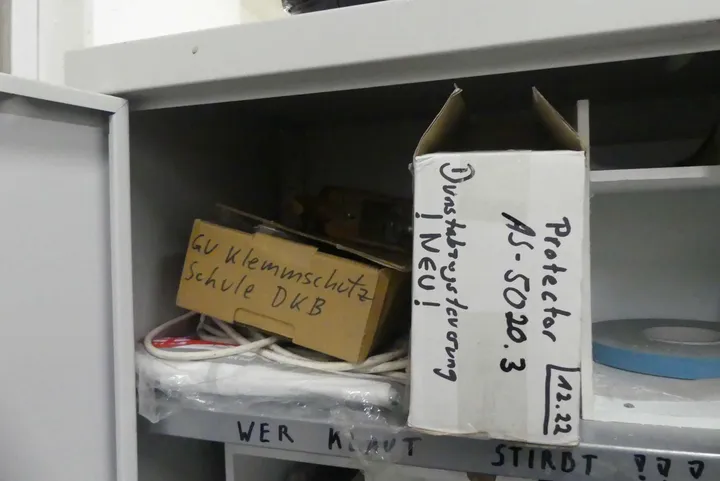 GU Klemmschutz
Schule DKB
Protector
AS-5020.3
Dunstabzugssteuerung
! NEU !
12.22
WER KLAUT STIRBT !!!